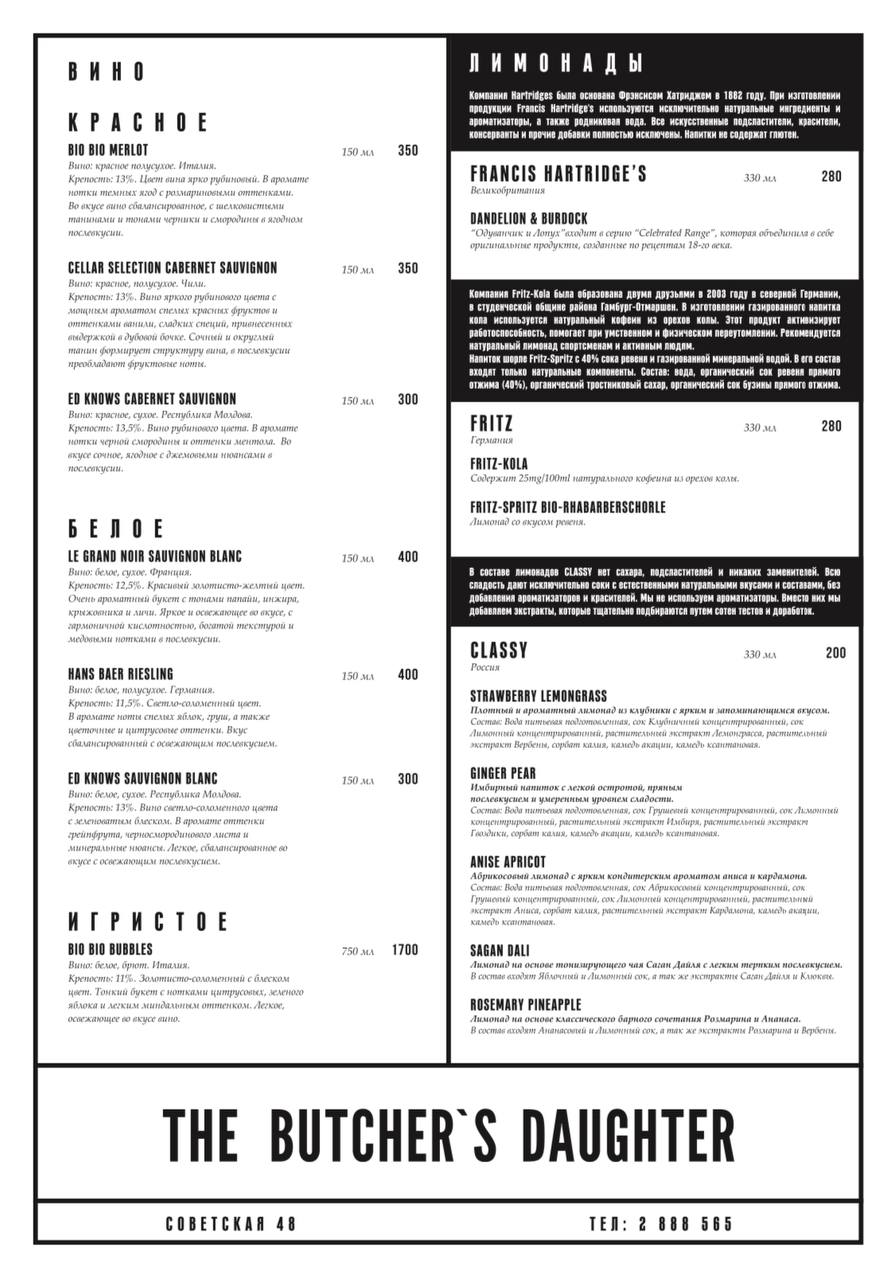 ВИНО
КРАСНОЕ
BIO BIO MERLOT 150 мл 350
Вино: красное полусухое. Италия.
Крепость: 13%. Цвет вина ярко рубиновый. В аромате
нотки темных ягод с розмариновыми оттенками.
Во вкусе вино сбалансированное, с шелковистыми
танинами и тонами черники и смородины в ягодном
послевкусии.
CELLAR SELECTION CABERNET SAUVIGNON 150 мл 350
Вино: красное, полусухое. Чили.
Крепость: 13%. Вино яркого рубинового цвета с
мощным ароматом спелых красных фруктов и
оттенками ванили, сладких специй, привнесенных
выдержкой в дубовой бочке. Сочный и округлый
танин формирует структуру вина, в послевкусии
преобладают фруктовые ноты.
ED KNOWS CABERNET SAUVIGNON 150 мл 300
Вино: красное, сухое. Республика Молдова.
Крепость: 13,5%. Вино рубинового цвета. В аромате
нотки черной смородины и оттенки ментола. Во
вкусе сочное, ягодное с джемовыми нюансами в
послевкусии.
БЕЛОЕ
LE GRAND NOIR SAUVIGNON BLANC 150 мл 400
Вино: белое, сухое. Франция.
Крепость: 12,5%. Красивый золотисто-желтый цвет.
Очень ароматный букет с тонами папайи, инжира,
крыжовника и личи. Яркое и освежающее во вкусе, с
гармоничной кислотностью, богатой текстурой и
медовыми нотками в послевкусии.
HANS BAER RIESLING 150 мл 400
Вино: белое, полусухое. Германия.
Крепость: 11,5%. Светло-соломенный цвет.
В аромате ноты спелых яблок, груш, а также
цветочные и цитрусовые оттенки. Вкус
сбалансированный с освежающим послевкусием.
ED KNOWS SAUVIGNON BLANC 150 мл 300
Вино: белое, сухое. Республика Молдова.
Крепость: 13%. Вино светло-соломенного цвета
с зеленоватым блеском. В аромате оттенки
грейпфрута, черносмородинового листа и
минеральные нюансы. Легкое, сбалансированное во
вкусе с освежающим послевкусием.
ИГРИСТОЕ
BIO BIO BUBBLES 750 мл 1700
Вино: белое, брют. Италия.
Крепость: 11%. Золотисто-соломенный с блеском
цвет. Тонкий букет с нотками цитрусовых, зеленого
яблока и легким миндальным оттенком. Легкое,
освежающее во вкусе вино.
ЛИМОНАДЫ
Компания Hartridges была основана Фрэнсисом Хатриджем в 1882 году. При изготовлении
продукции Francis Hartridge's используются исключительно натуральные ингредиенты и
ароматизаторы, а также родниковая вода. Все искусственные подсластители, красители,
консерванты и прочие добавки полностью исключены. Напитки не содержат глютен.
FRANCIS HARTRIDGE'S 330 мл 280
Великобритания
DANDELION & BURDOCK
“Одуванчик и Лопух”входит в серию “Celebrated Range”, которая объединила в себе
оригинальные продукты, созданные по рецептам 18-го века.
Компания Fritz-Kola была образована двумя друзьями в 2003 году в северной Германии,
в студенческой общине района Гамбург-Отмаршен. В изготовлении газированного напитка
кола используется натуральный кофеин из орехов колы. Этот продукт активизирует
работоспособность, помогает при умственном и физическом переутомлении. Рекомендуется
натуральный лимонад спортсменам и активным людям.
Напиток шорле Fritz-Spritz с 40% сока ревеня и газированной минеральной водой. В его состав
входят только натуральные компоненты. Состав: вода, органический сок ревеня прямого
отжима (40%), органический тростниковый сахар, органический сок бузины прямого отжима.
FRITZ 330 мл 280
Германия
FRITZ-KOLA
Содержит 25mg/100ml натурального кофеина из орехов колы.
FRITZ-SPRITZ BIO-RHABARBERSCHORLE
Лимонад со вкусом ревеня.
В составе лимонадов CLASSY нет сахара, подсластителей и никаких заменителей. Всю
сладость дают исключительно соки с естественными натуральными вкусами и составами, без
добавления ароматизаторов и красителей. Мы не используем ароматизаторы. Вместо них мы
добавляем экстракты, которые тщательно подбираются путем сотен тестов и доработок.
CLASSY 330 мл 200
Россия
STRAWBERRY LEMONGRASS
Плотный и ароматный лимонад из клубники с ярким и запоминающимся вкусом.
Состав: Вода питьевая подготовленная, сок Клубничный концентрированный, сок
Лимонный концентрированный, растительный экстракт Лемонграсса, растительный
экстракт Вербены, сорбат калия, камедь акации, камедь ксантановая.
GINGER PEAR
Имбирный напиток с легкой остротой, пряным
послевкусием и умеренным уровнем сладости.
Состав: Вода питьевая подготовленная, сок Грушевый концентрированный, сок Лимонный
концентрированный, растительный экстракт Имбиря, растительный экстракт
Гвоздики, сорбат калия, камедь акации, камедь ксантановая.
ANISE APRICOT
Абрикосовый лимонад с ярким кондитерским ароматом аниса и кардамона.
Состав: Вода питьевая подготовленная, сок Абрикосовый концентрированный, сок
Грушевый концентрированный, сок Лимонный концентрированный, растительный
экстракт Аниса, сорбат калия, растительный экстракт Кардамона, камедь акации,
камедь ксантановая.
SAGAN DALI
Лимонад на основе тонизирующего чая Саган Дайля с легким терпким послевкусием.
В состав входят Яблочный и Лимонный сок, а так же экстракты Саган Дайля и Клюквы.
ROSEMARY PINEAPPLE
Лимонад на основе классического барного сочетания Розмарина и Ананаса.
В состав входят Ананасовый и Лимонный сок, а так же экстракты Розмарина и Вербены.
THE BUTCHER`S DAUGHTER
СОВЕТСКАЯ 48 ТЕЛ: 2 888 565